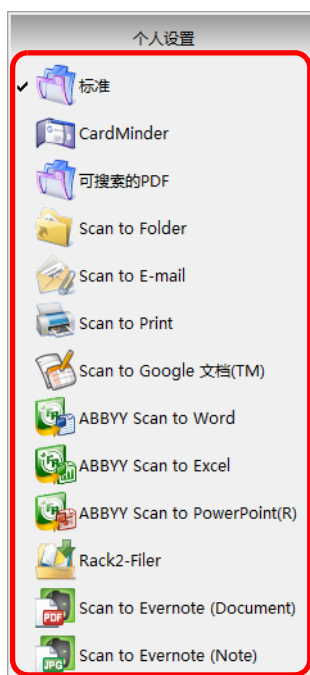 个人设置
标准
CardMinder
可搜索的PDF
Scan to Folder
Scan to E-mail
Scan to Print
Scan to Google 文档(TM)
ABBYY Scan to Word
ABBYY Scan to Excel
ABBYY Scan to PowerPoint(R)
Rack2-Filer
PDF
Scan to Evernote (Document)
JPG
Scan to Evernote (Note)